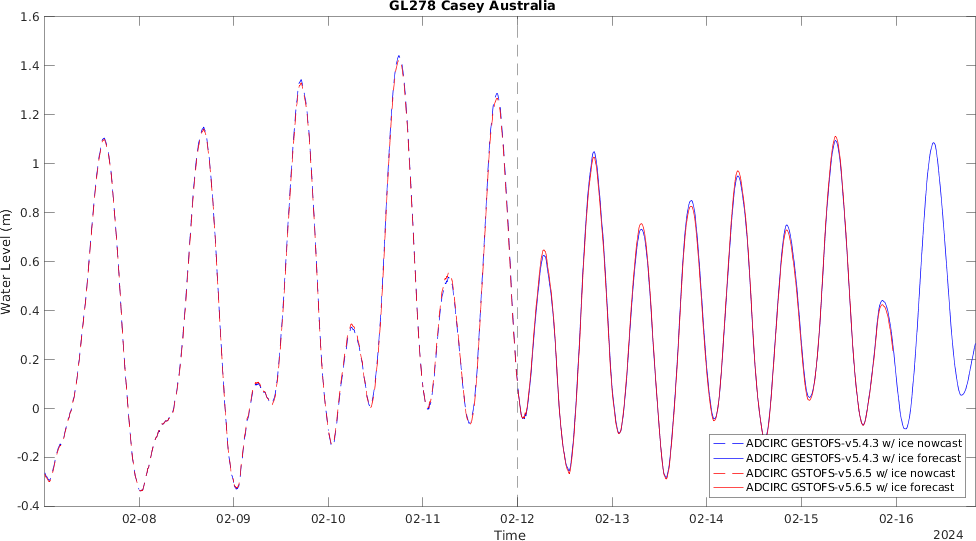 GL278 Casey Australia
1.6
1.4
1.2
1
0.8
0.6
0.4
0.2
0
-0.2
-0.4
Water Level (m)
ADCIRC GESTOFS-v5.4.3 w/ ice nowcast
ADCIRC GESTOFS-v5.4.3 w/ ice forecast
ADCIRC GSTOFS-v5.6.5 w/ ice nowcast
ADCIRC GSTOFS-v5.6.5 w/ ice forecast
02-08 02-09 02-10 02-11 02-12 02-13 02-14 02-15 02-16
Time
2024